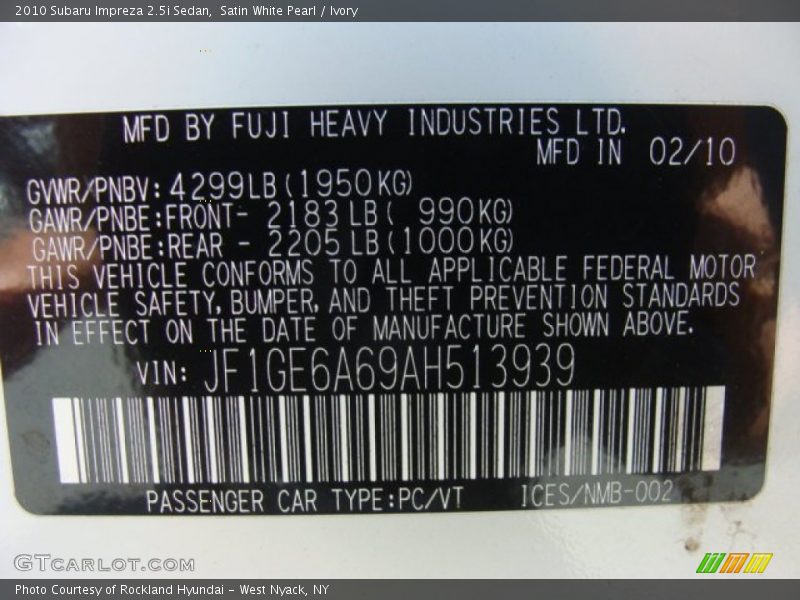 2010 Subaru Impreza 2.5i Sedan,  Satin White Pearl / Ivory
MFD BY FUJI HEAVY INDUSTRIES LTD.
MFD IN 02/10
GVWR/PNBV: 4299LB(1950KG)
GAWR/PNBE:FRONT- 2183LB( 990KG)
GAWR/PNBE:REAR - 2205LB(1000KG)
THIS VEHICLE CONFORMS TO ALL APPLICABLE FEDERAL MOTOR
VEHICLE SAFETY, BUMPER, AND THEFT PREVENTION STANDARDS
IN EFFECT ON THE DATE OF MANUFACTURE SHOWN ABOVE.
VIN: JF1GE6A69AH513939
PASSENGER CAR TYPE:PC/VT ICES/NMB-002
GTCARLOT.COM
Photo Courtesy of Rockland Hyundai - West Nyack, NY